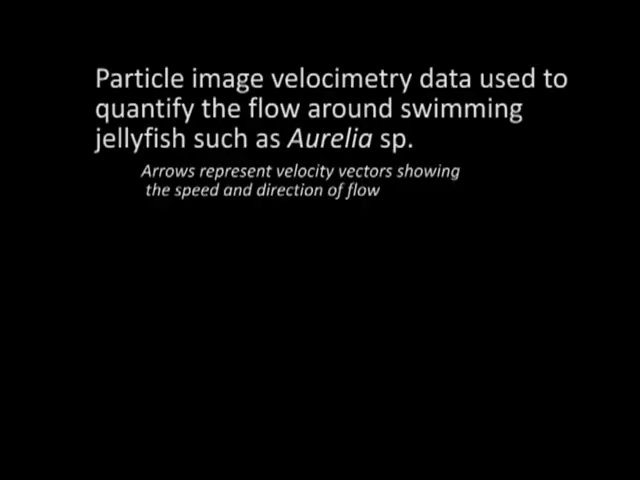 Particle image velocimetry data used to
quantify the flow around swimming
jellyfish such as Aurelia sp.
Arrows represent velocity vectors showing
the speed and direction of flow